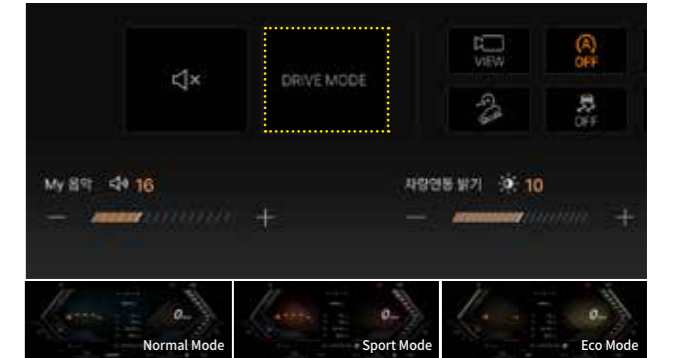 DRIVE MODE
VIEW
(A)
OFF
OFF
My 음악 16
차량연동 밝기 10
Normal Mode
Sport Mode
Eco Mode